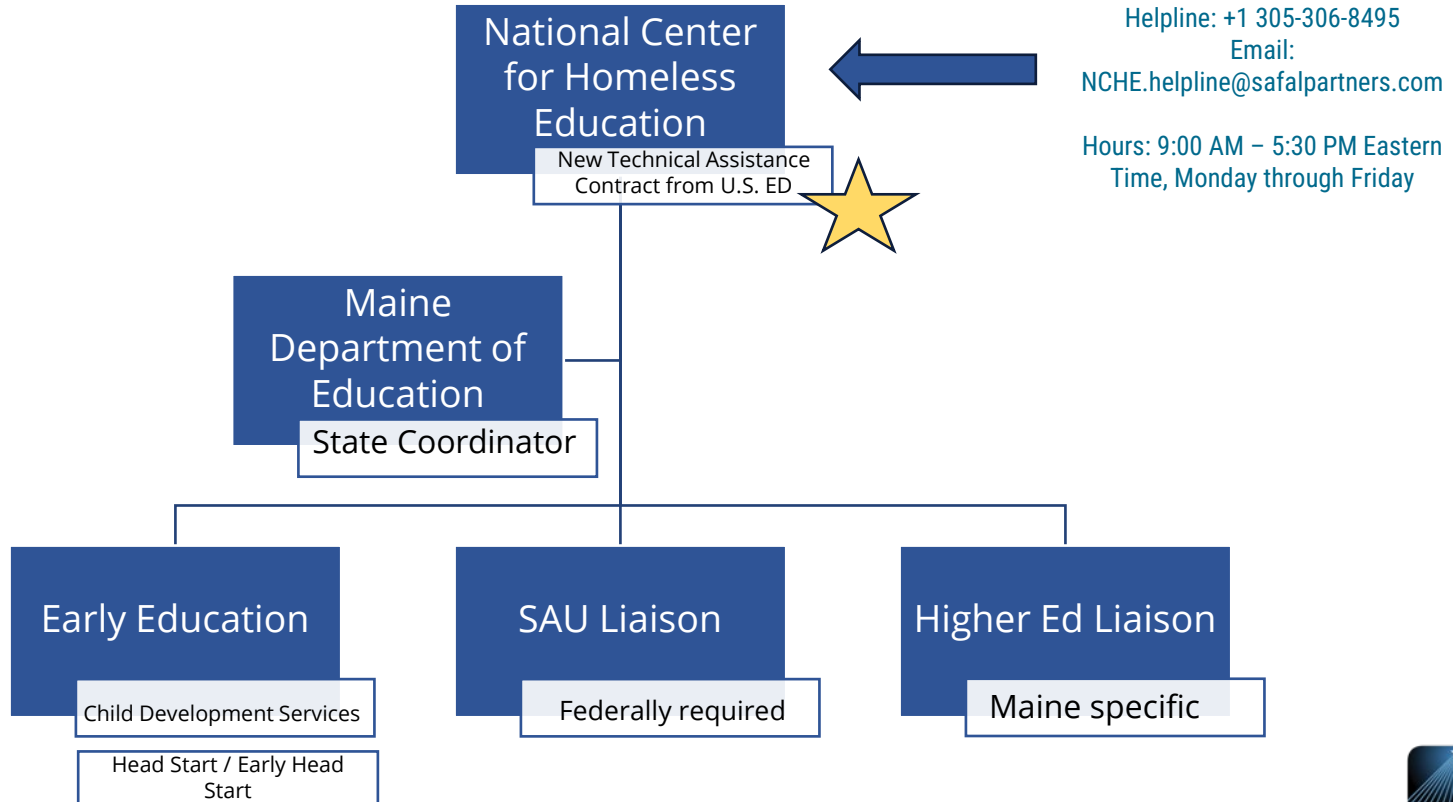 National Center
for Homeless
Education
New Technical Assistance
Contract from U.S. ED
Helpline: +1 305-306-8495
Email:
NCHE.helpline@safalpartners.com
Hours: 9:00 AM – 5:30 PM Eastern
Time, Monday through Friday
Maine
Department of
Education
State Coordinator
Early Education
Child Development Services
Head Start / Early Head
Start
SAU Liaison
Federally required
Higher Ed Liaison
Maine specific